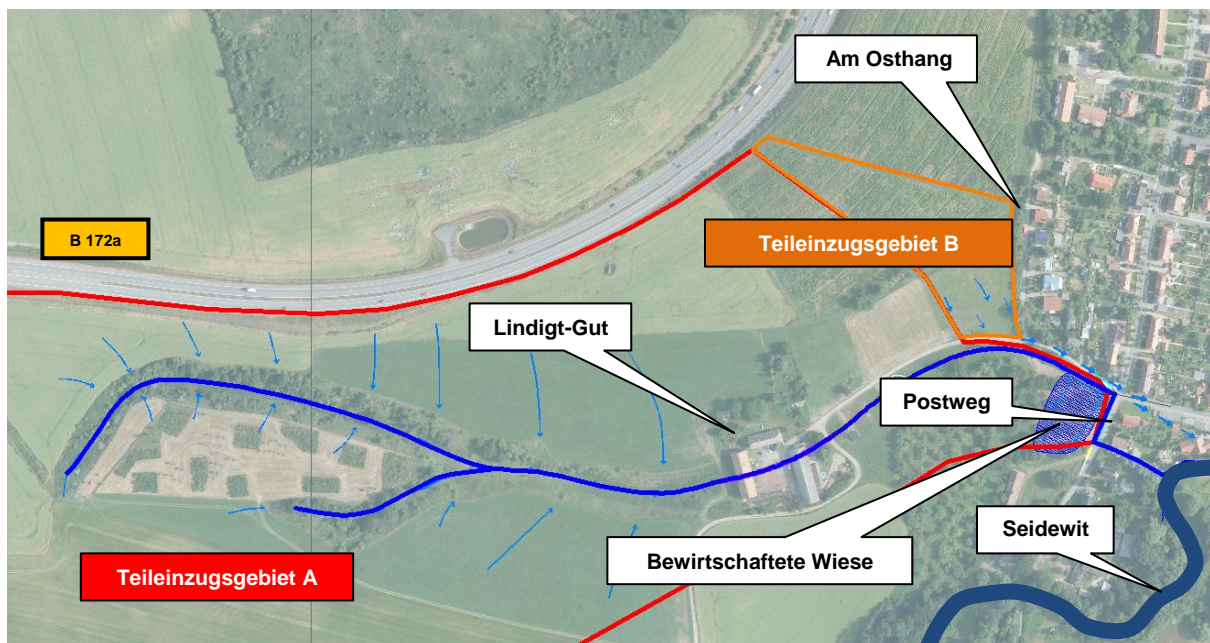 Am Osthang
B 172a
Teileinzugsgebiet B
Lindigt-Gut
Postweg
Seidewit
Bewirtschaftete Wiese
Teileinzugsgebiet A